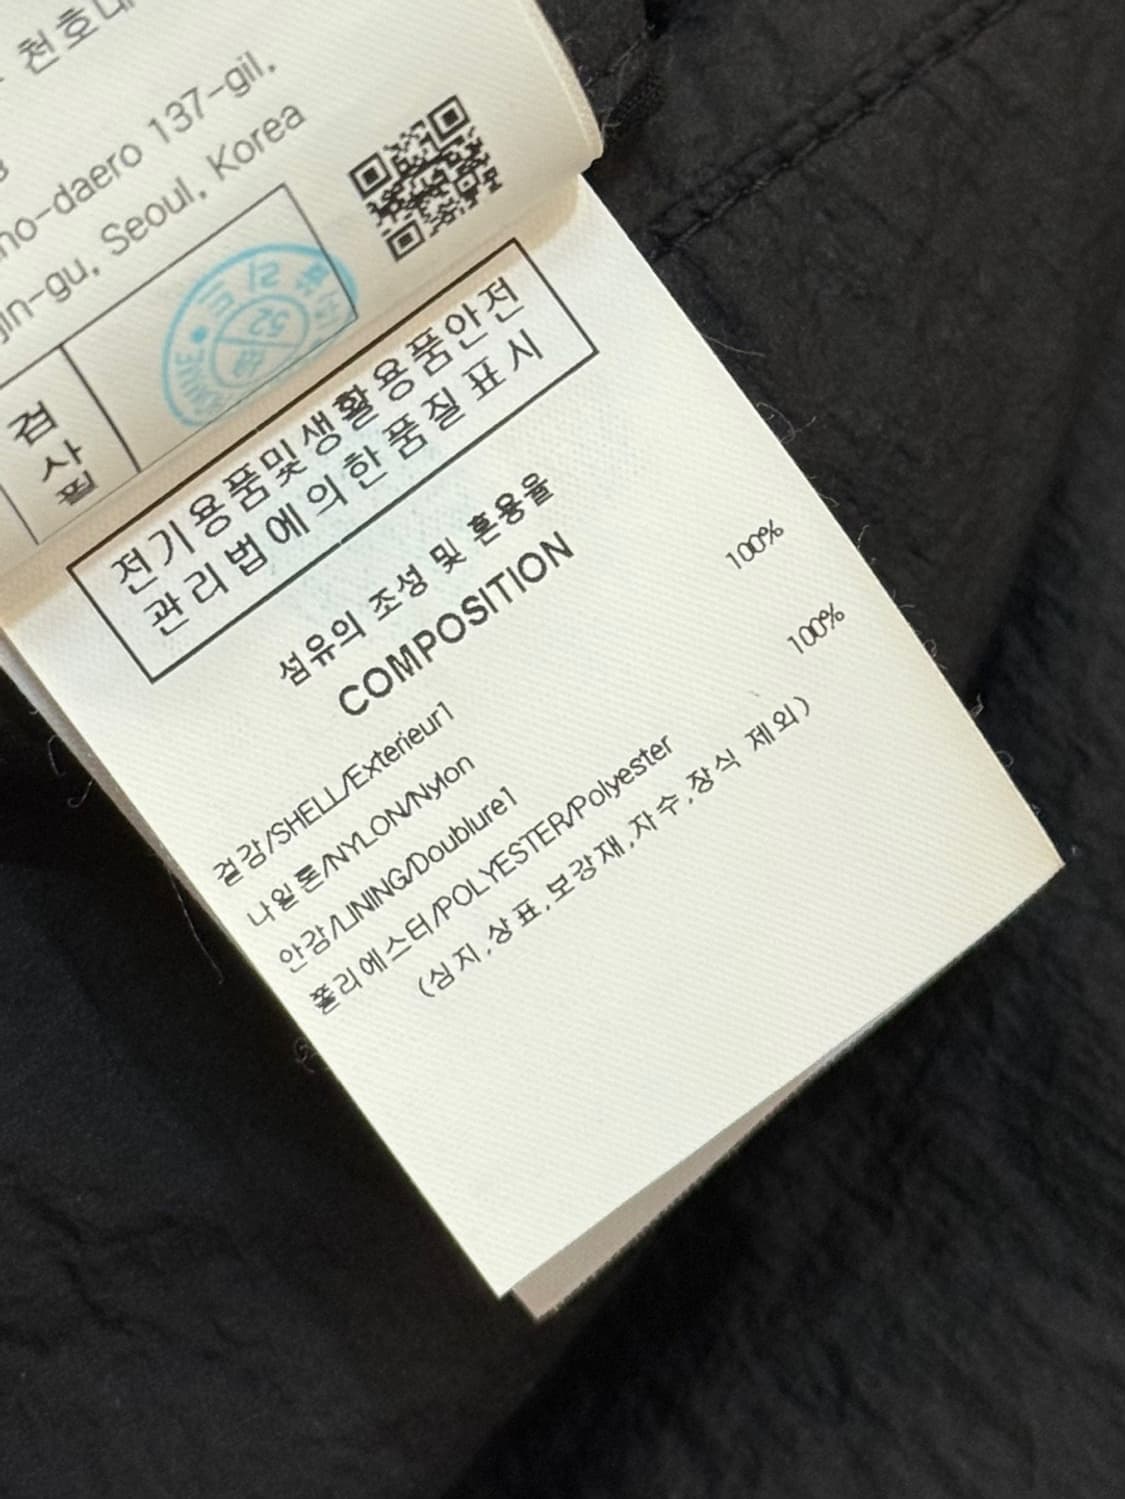 천호대
137-gil,
Seoul, Korea
검
사
필
전기용품및생활용품안전
관리법에의한품질표시
섬유의 조성 및 혼용율
COMPOSITION
겉감/SHELL/Exterieur1
나일론/NYLON/Nylon 100%
안감/LINING/Doublure1
폴리에스터/POLYESTER/Polyester 100%
(심지,상표,보강재,자수,장식 제외)